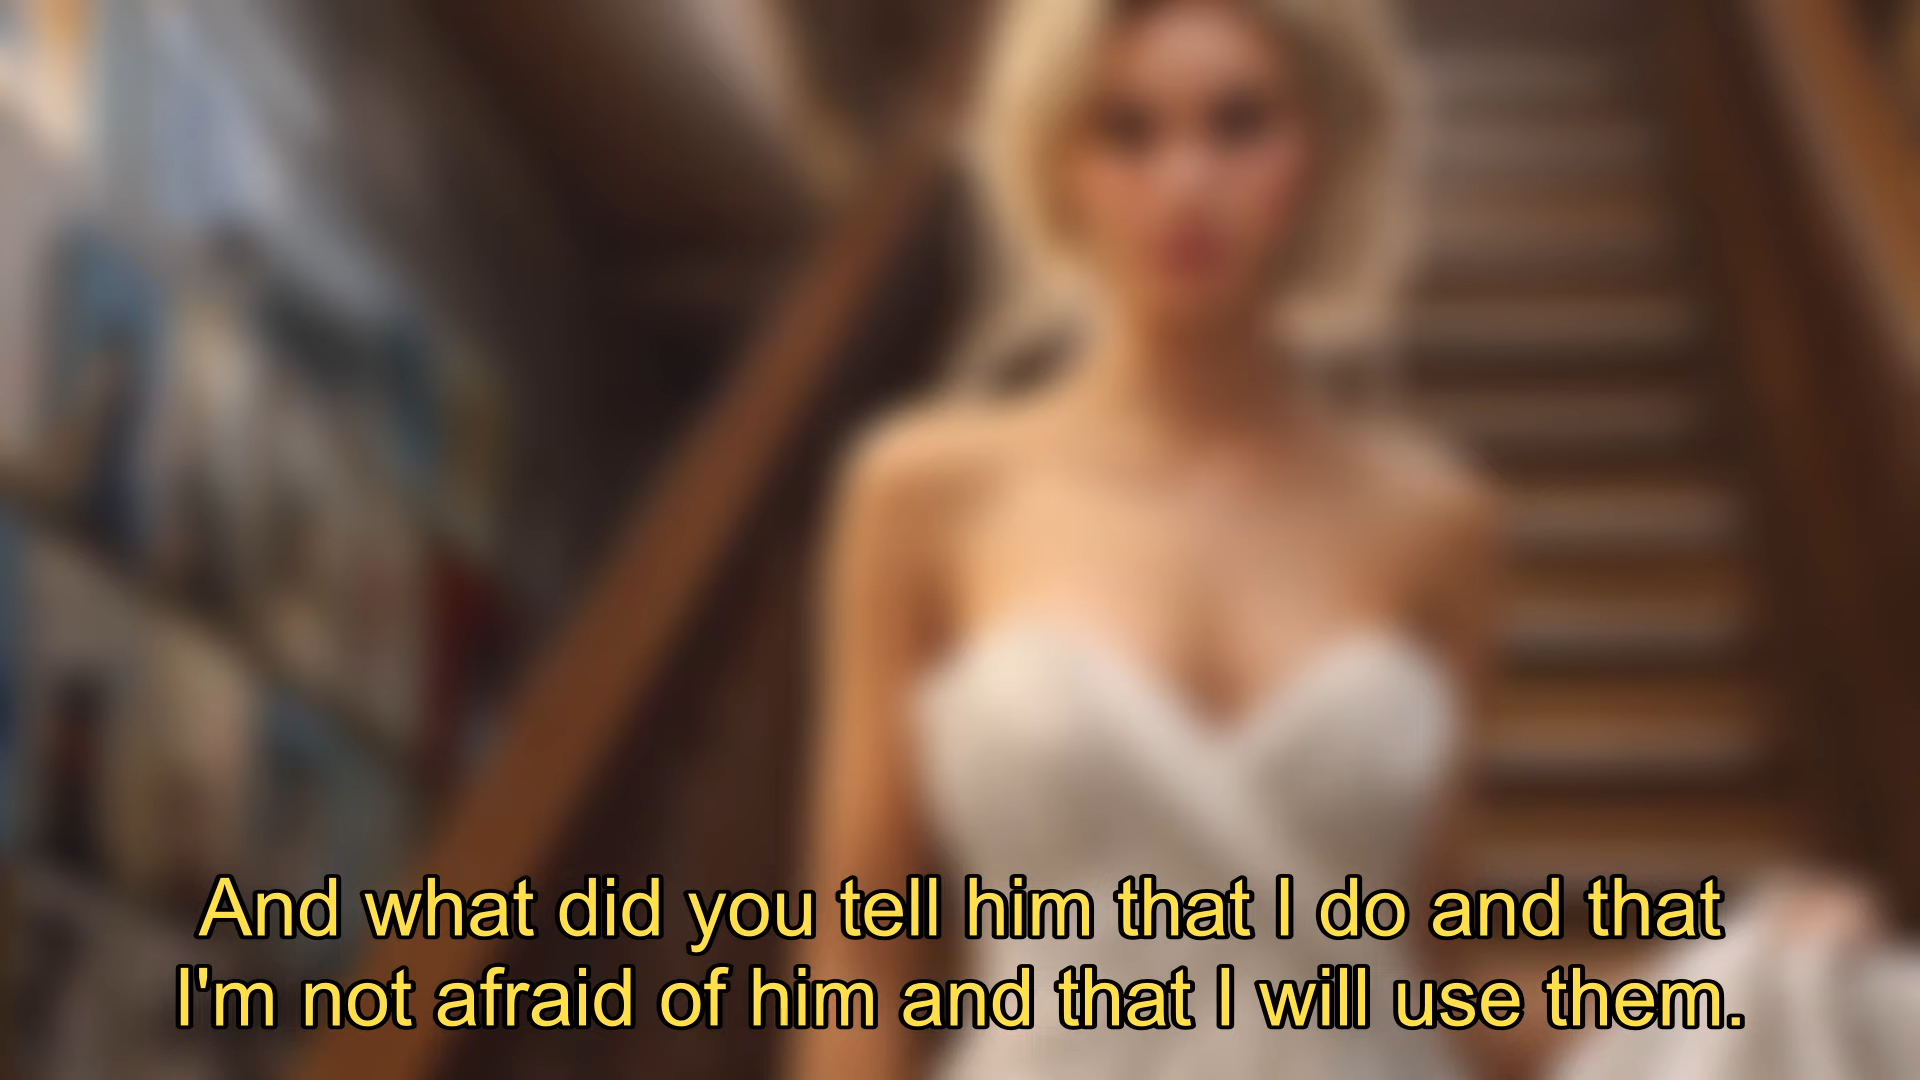 And what did you tell him that I do and that
I'm not afraid of him and that I will use them.